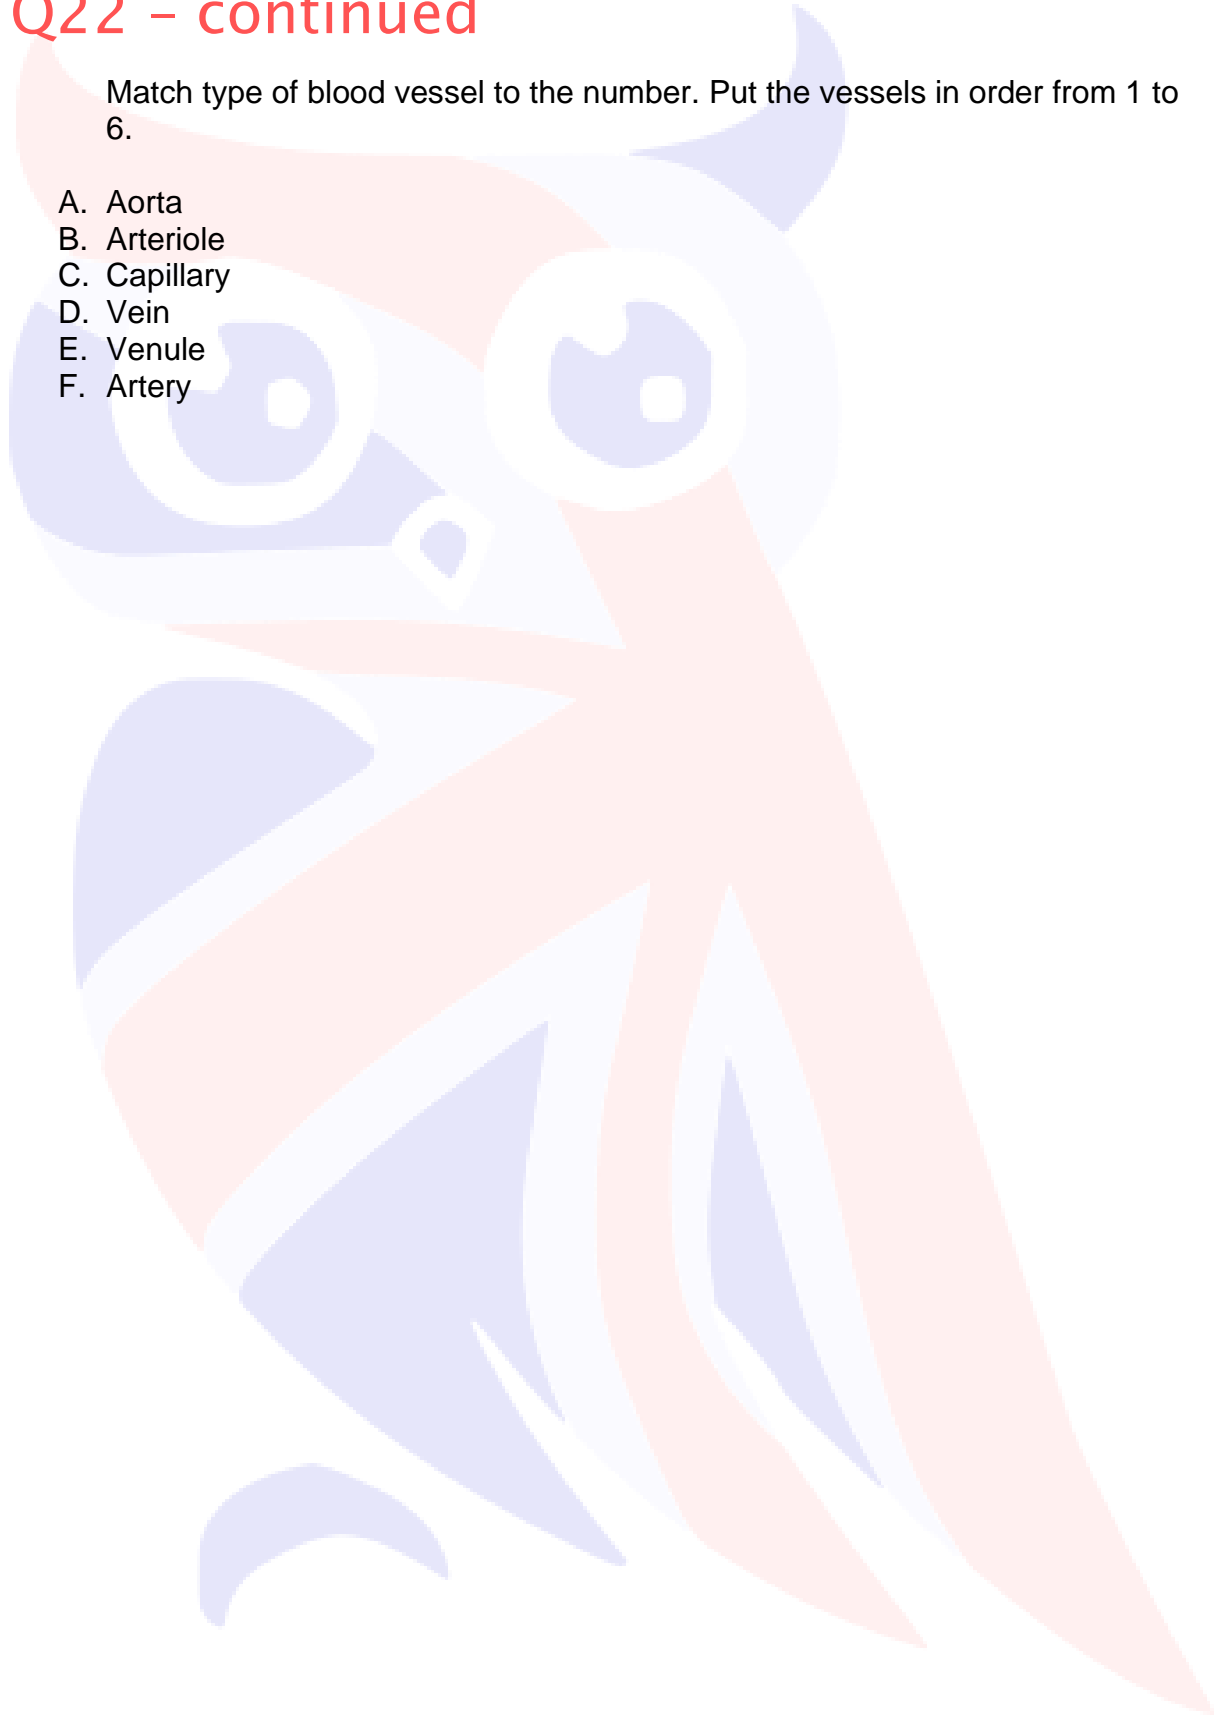 Q22 – continued
Match type of blood vessel to the number. Put the vessels in order from 1 to
6.
A. Aorta
B. Arteriole
C. Capillary
D. Vein
E. Venule
F. Artery